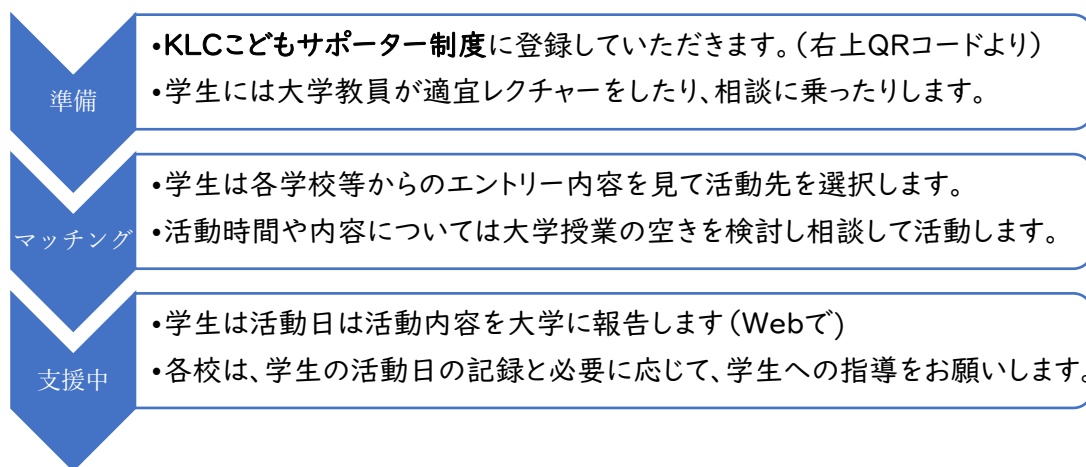 準備
•KLCこどもサポーター制度に登録していただきます。(右上QRコードより)
•学生には大学教員が適宜レクチャーをしたり、相談に乗ったりします。
マッチング
•学生は各学校等からのエントリー内容を見て活動先を選択します。
•活動時間や内容については大学授業の空きを検討し相談して活動します。
支援中
•学生は活動日は活動内容を大学に報告します(Webで)
•各校は、学生の活動日の記録と必要に応じて、学生への指導をお願いします。